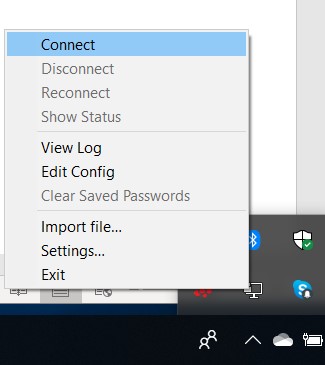 Connect
Disconnect
Reconnect
Show Status
View Log
Edit Config
Clear Saved Passwords
Import file...
Settings...
Exit